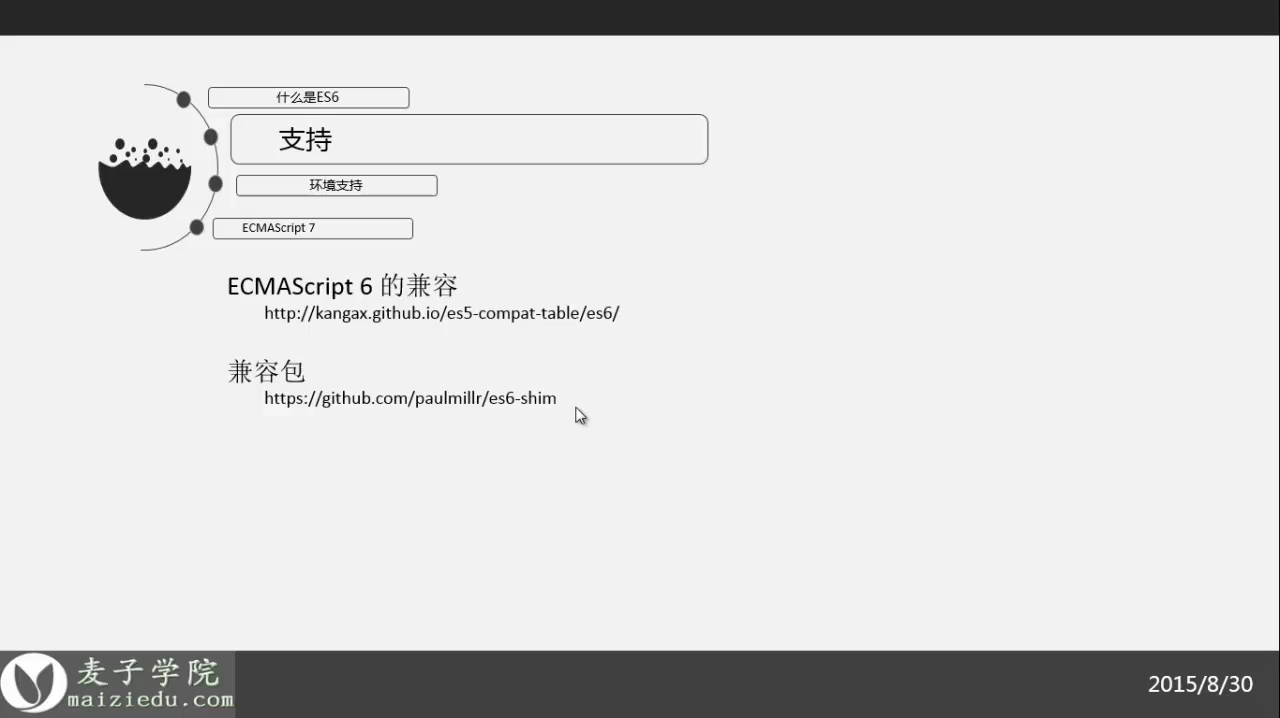 什么是ES6
支持
环境支持
ECMAScript 7
ECMAScript 6 的兼容
http://kangax.github.io/es5-compat-table/es6/
兼容包
https://github.com/paulmillr/es6-shim
麦子学院
maiziedu.com
2015/8/30